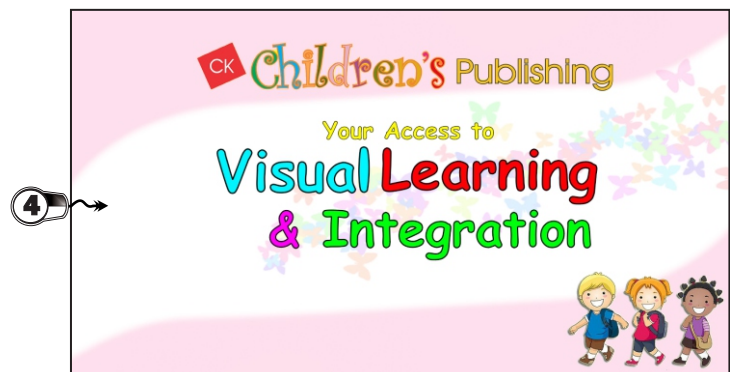 CK Children's Publishing
Your Access to
Visual Learning
& Integration
4